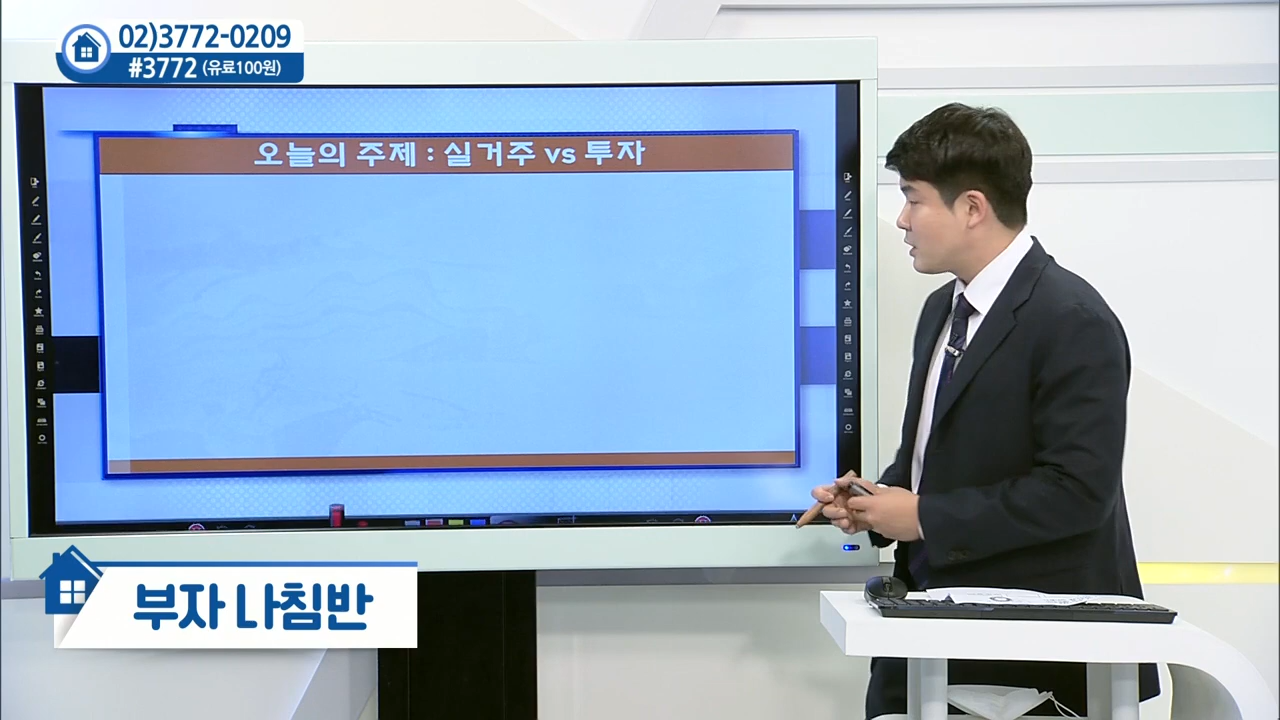 02)3772-0209
#3772 (유료100원)
오늘의 주제 : 실거주 vs 투자
부자 나침반